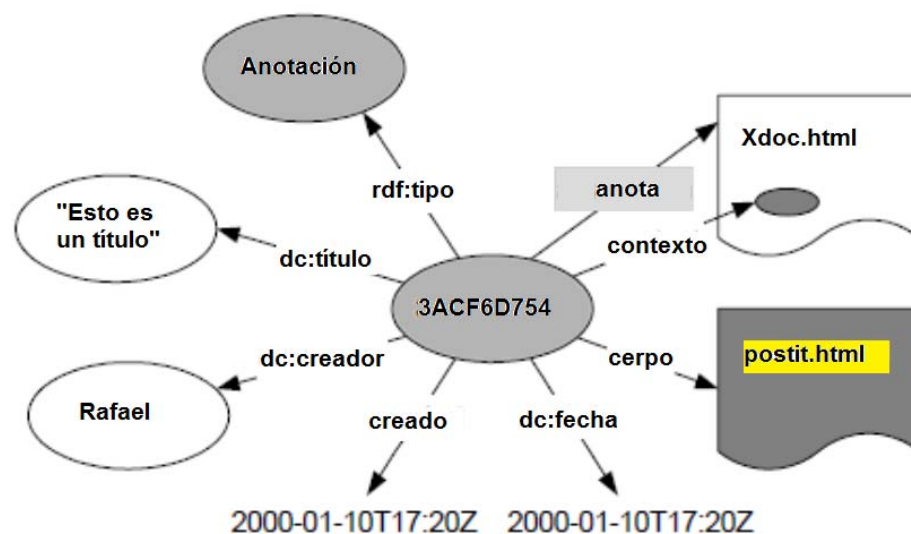 Anotación
Xdoc.html
rdf:tipo
anota
"Esto es
un título"
contexto
dc:título
3ACF6D754
postit.html
cerpo
dc:creador
Rafael
creado
dc:fecha
2000-01-10T17:20Z
2000-01-10T17:20Z